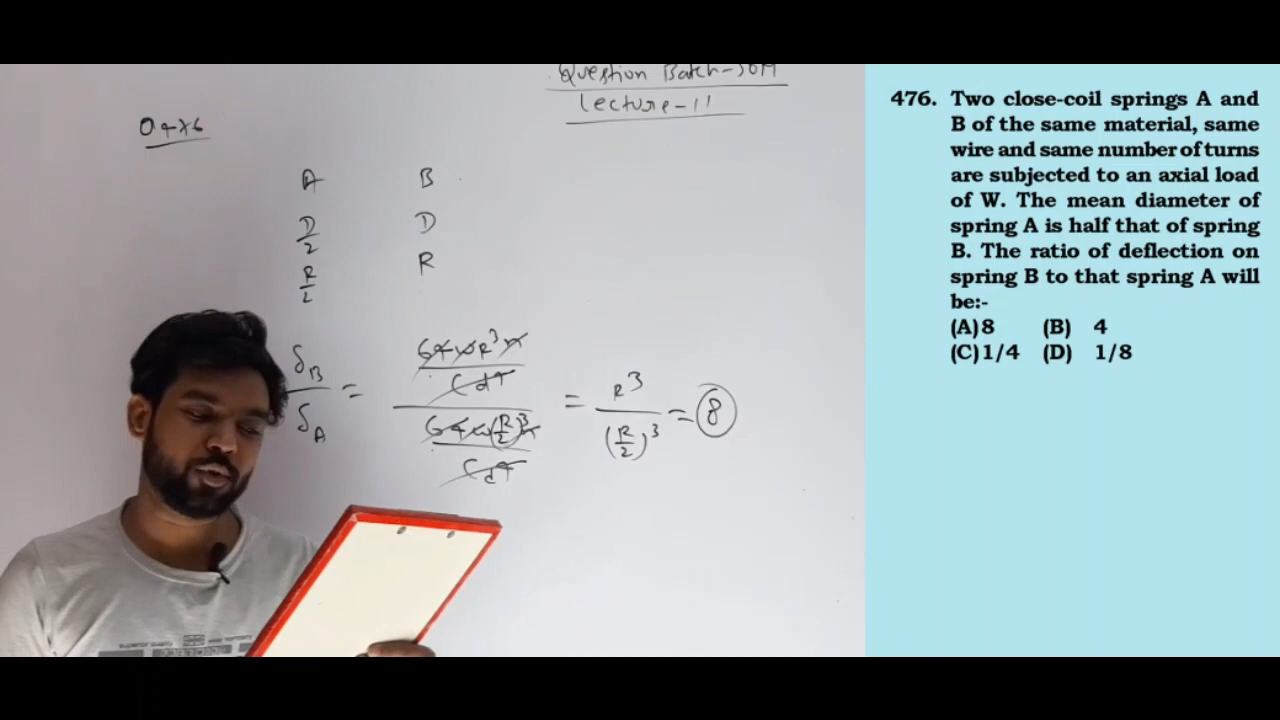 Question Batch-SOM
Lecture-11
Q 476
A B
D/2 D
R/2 R
δB/δA = (64WR³n/Cd⁴)/(64W(R/2)³n/Cd⁴) = R³/(R/2)³ = 8
476. Two close-coil springs A and
B of the same material, same
wire and same number of turns
are subjected to an axial load
of W. The mean diameter of
spring A is half that of spring
B. The ratio of deflection on
spring B to that spring A will
be:-
(A) 8 (B) 4
(C) 1/4 (D) 1/8